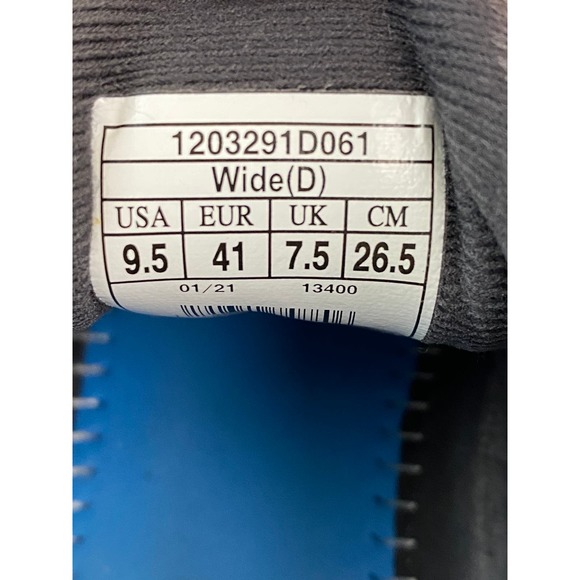 1203291D061
Wide(D)
USA EUR UK CM
9.5 41 7.5 26.5
01/21 13400